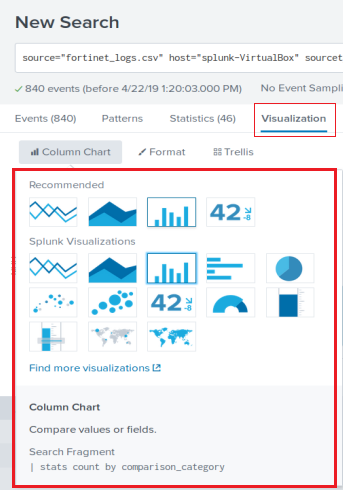 New Search
source="fortinet_logs.csv" host="splunk-VirtualBox" sourcet
✓ 840 events (before 4/22/19 1:20:03.000 PM) No Event Sampli
Events (840) Patterns Statistics (46) Visualization
Column Chart Format Trellis
Recommended
42 -8
Splunk Visualizations
42 -8
Find more visualizations
Column Chart
Compare values or fields.
Search Fragment
| stats count by comparison_category